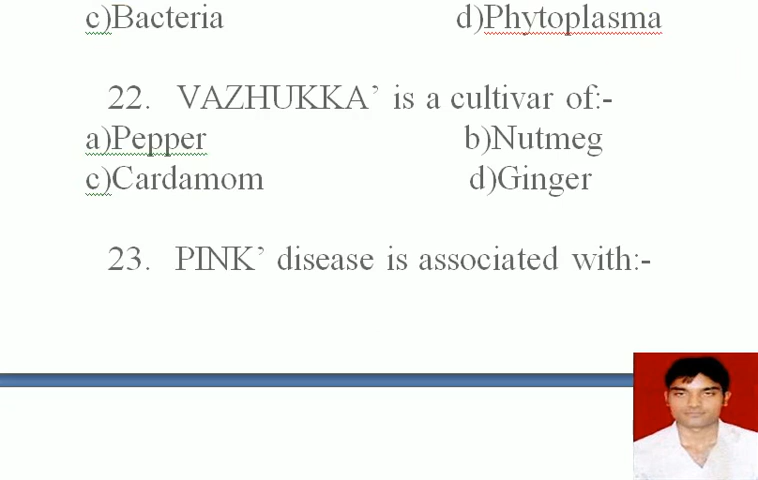 c)Bacteria d)Phytoplasma
22. VAZHUKKA’ is a cultivar of:-
a)Pepper b)Nutmeg
c)Cardamom d)Ginger
23. PINK’ disease is associated with:-